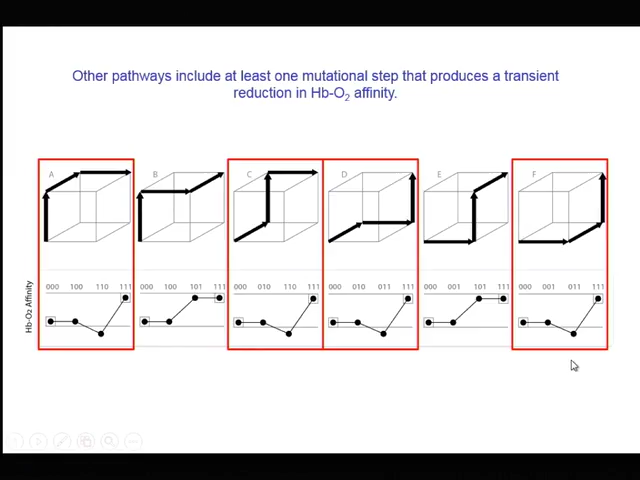 Other pathways include at least one mutational step that produces a transient
reduction in Hb-O2 affinity.
A B C D E F
000 100 110 111 000 100 101 111 000 010 110 111 000 010 011 111 000 001 101 111 000 001 011 111
Hb-O2 Affinity